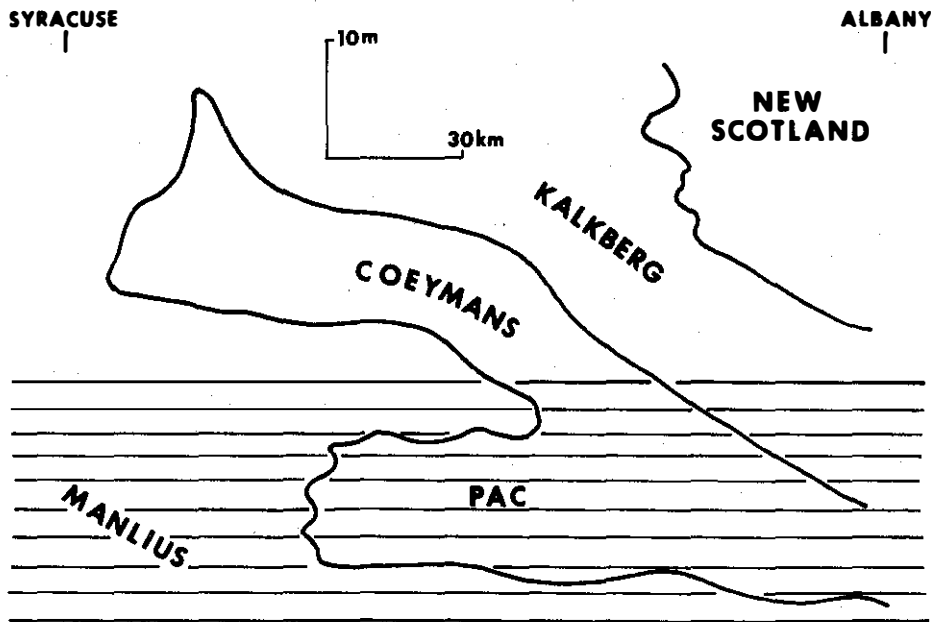 SYRACUSE
ALBANY
10m
30km
NEW
SCOTLAND
KALKBERG
COEYMANS
PAC
MANLIUS